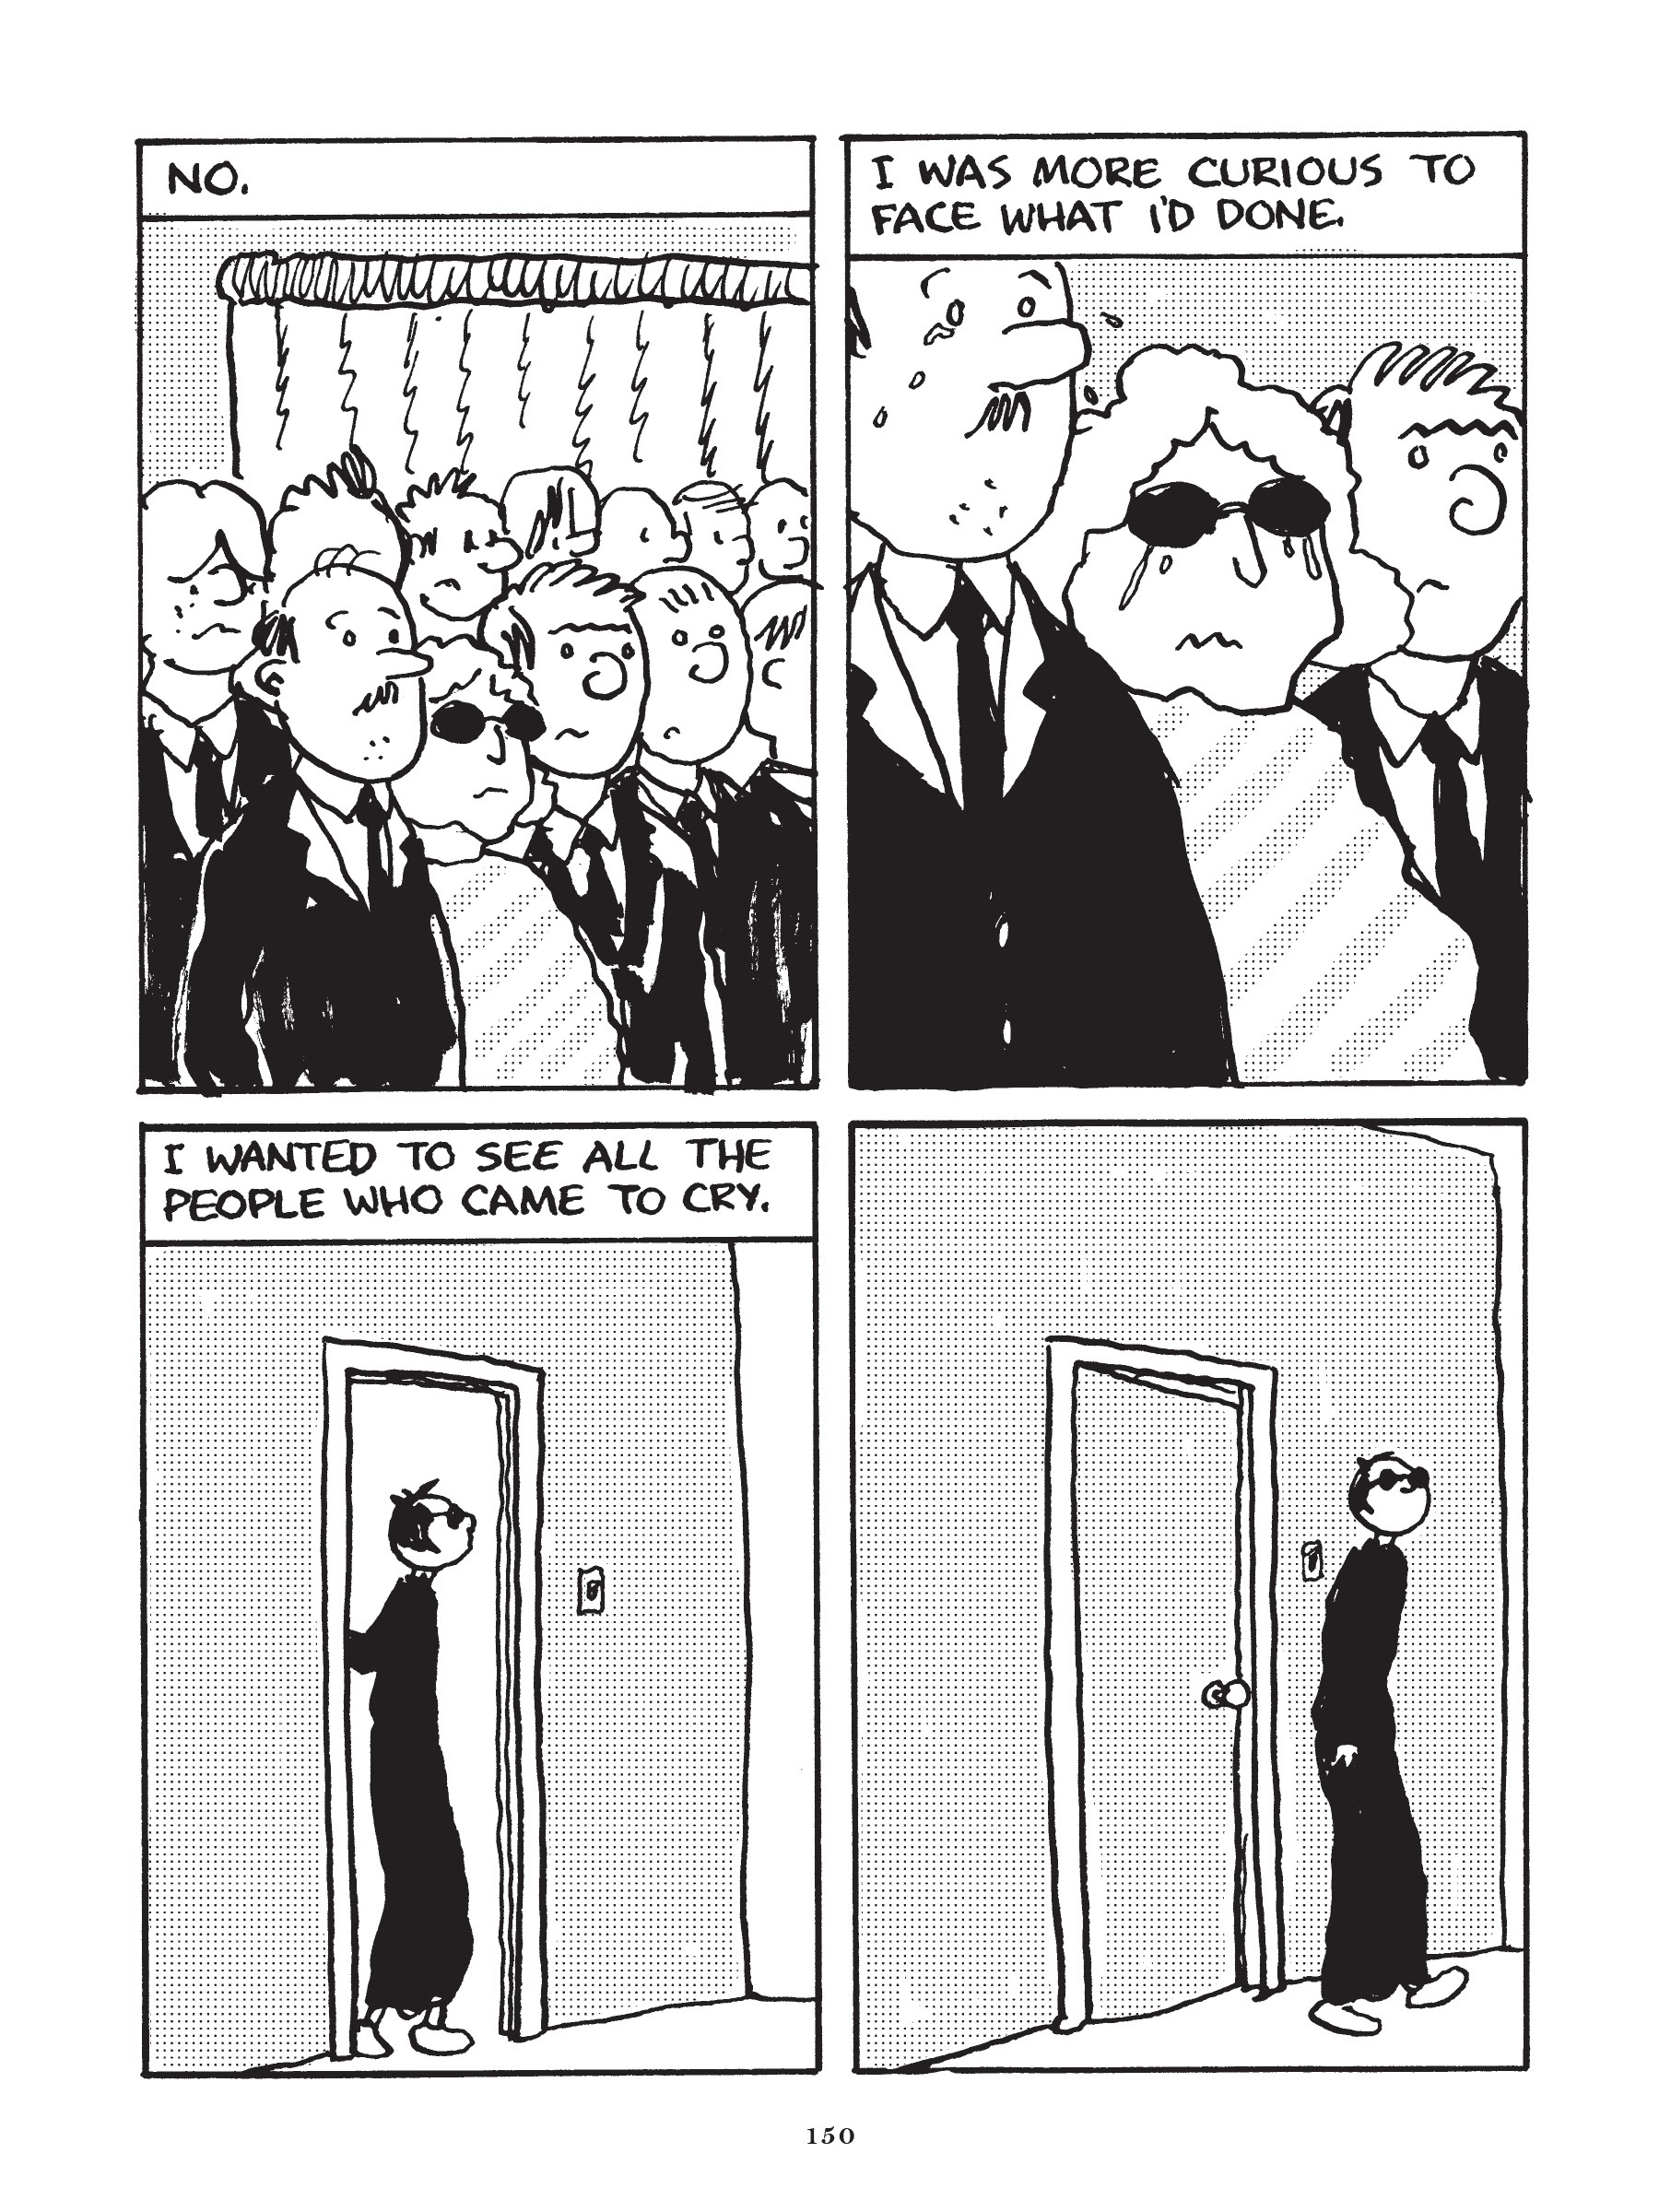 NO.
I WAS MORE CURIOUS TO
FACE WHAT I'D DONE.
I WANTED TO SEE ALL THE
PEOPLE WHO CAME TO CRY.
150